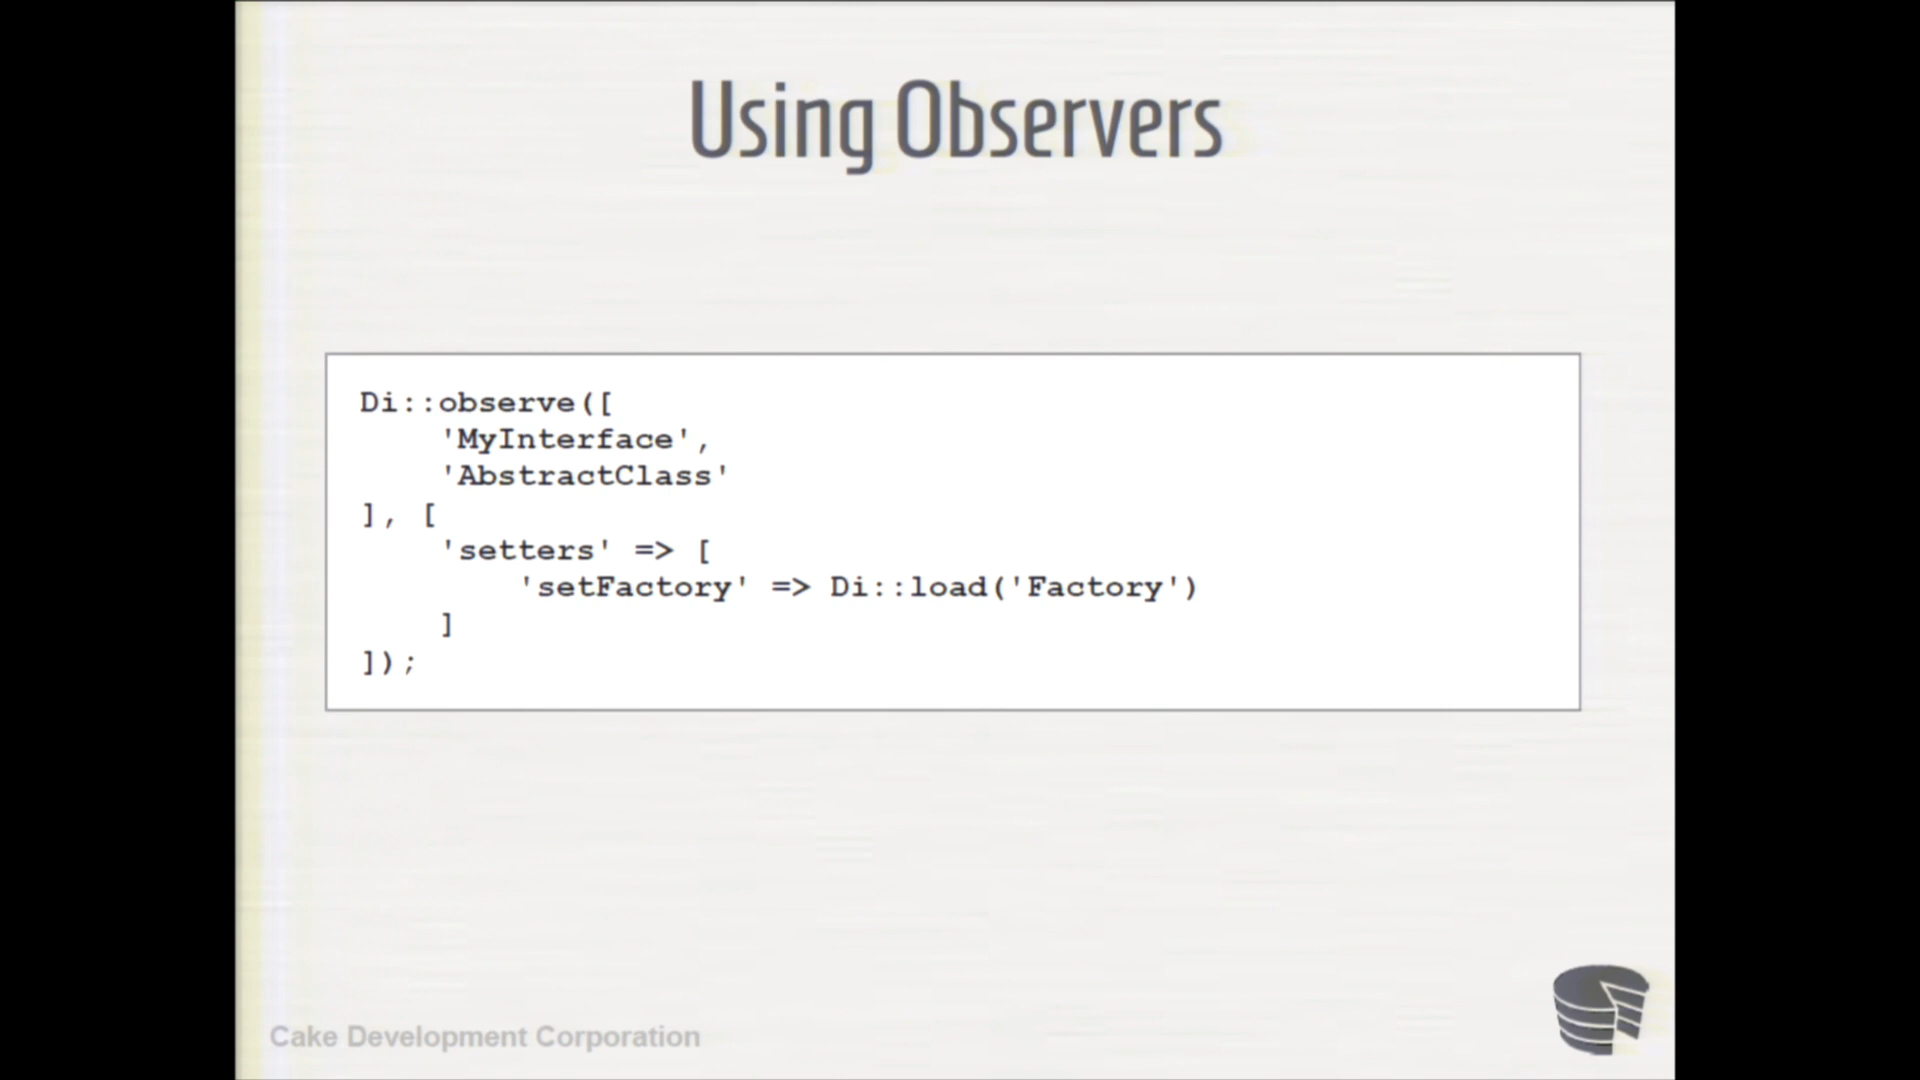 Using Observers
Di::observe([
    'MyInterface',
    'AbstractClass'
], [
    'setters' => [
        'setFactory' => Di::load('Factory')
    ]
]);
Cake Development Corporation